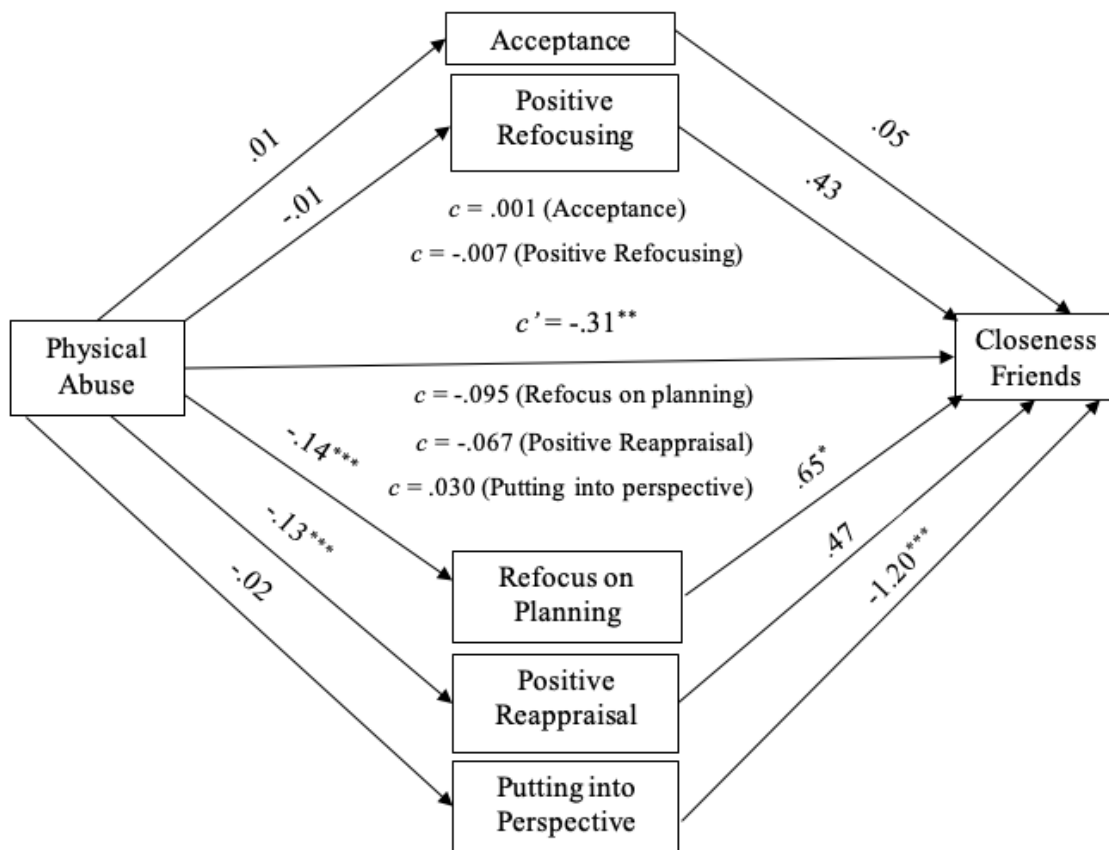 Acceptance
Positive
Refocusing
.01
-.01
.05
.43
c = .001 (Acceptance)
c = -.007 (Positive Refocusing)
c’ = -.31**
Physical
Abuse
Closeness
Friends
c = -.095 (Refocus on planning)
c = -.067 (Positive Reappraisal)
c = .030 (Putting into perspective)
-.14***
-.13***
-.02
.65*
.47
-1.20***
Refocus on
Planning
Positive
Reappraisal
Putting into
Perspective